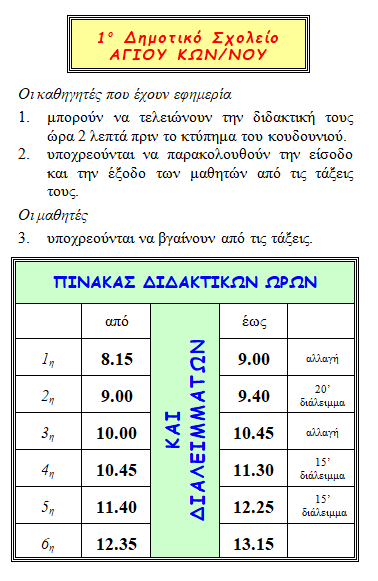 1° Δημοτικό Σχολείο
ΑΓΙΟΥ ΚΩΝ/ΝΟΥ
Οι καθηγητές που έχουν εφημερία
1. μπορούν να τελειώνουν την διδακτική τους
ώρα 2 λεπτά πριν το κτύπημα του κουδουνιού.
2. υποχρεούνται να παρακολουθούν την είσοδο
και την έξοδο των μαθητών από τις τάξεις
τους.
Οι μαθητές
3. υποχρεούνται να βγαίνουν από τις τάξεις.
ΠΙΝΑΚΑΣ ΔΙΔΑΚΤΙΚΩΝ ΩΡΩΝ
από έως
ΚΑΙ
ΔΙΑΛΕΙΜΜΑΤΩΝ
1η 8.15 9.00 αλλαγή
2η 9.00 9.40 20’
διάλειμμα
3η 10.00 10.45 αλλαγή
4η 10.45 11.30 15’
διάλειμμα
5η 11.40 12.25 15’
διάλειμμα
6η 12.35 13.15